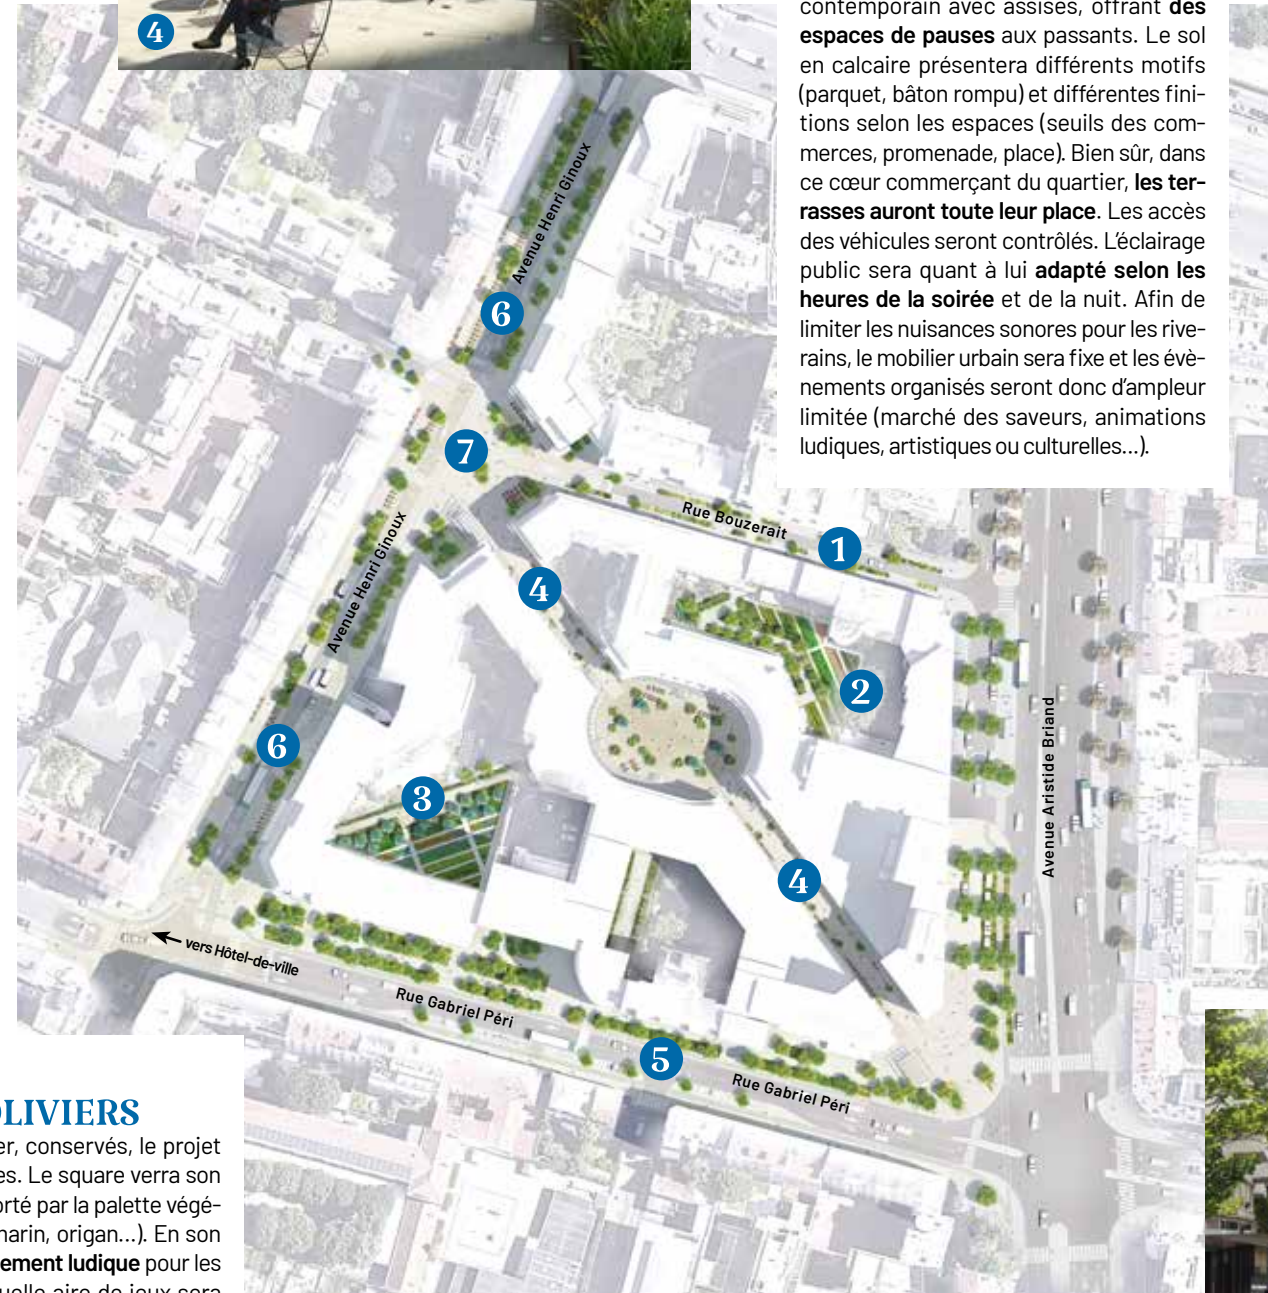 4
contemporain avec assises, offrant des
espaces de pauses aux passants. Le sol
en calcaire présentera différents motifs
(parquet, bâton rompu) et différentes fini-
tions selon les espaces (seuils des com-
merces, promenade, place). Bien sûr, dans
ce cœur commerçant du quartier, les ter-
rasses auront toute leur place. Les accès
des véhicules seront contrôlés. L'éclairage
public sera quant à lui adapté selon les
heures de la soirée et de la nuit. Afin de
limiter les nuisances sonores pour les rive-
rains, le mobilier urbain sera fixe et les évè-
nements organisés seront donc d'ampleur
limitée (marché des saveurs, animations
ludiques, artistiques ou culturelles...).
Avenue Henri Ginoux
6
7
Rue Bouzerait
1
Avenue Henri Ginoux
4
2
Avenue Aristide Briand
6
3
4
vers Hôtel-de-ville
Rue Gabriel Péri
5
Rue Gabriel Péri
OLIVIERS
er, conservés, le projet
es. Le square verra son
orté par la palette végé-
narin, origan...). En son
ement ludique pour les
uelle aire de jeux sera